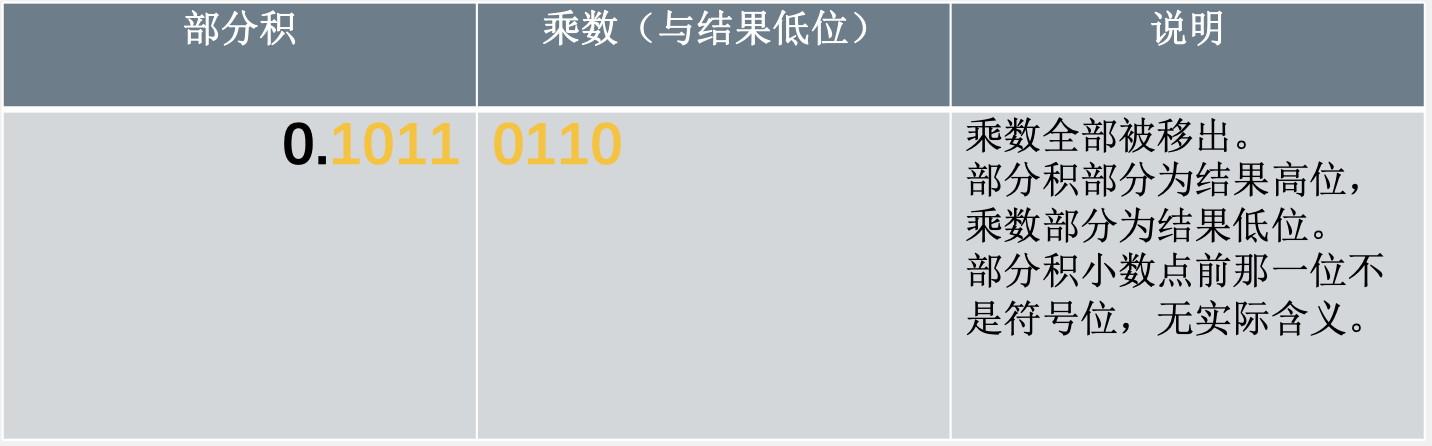 部分积
乘数（与结果低位）
说明
0.1011
0110
乘数全部被移出。
部分积部分为结果高位，
乘数部分为结果低位。
部分积小数点前那一位不
是符号位，无实际含义。